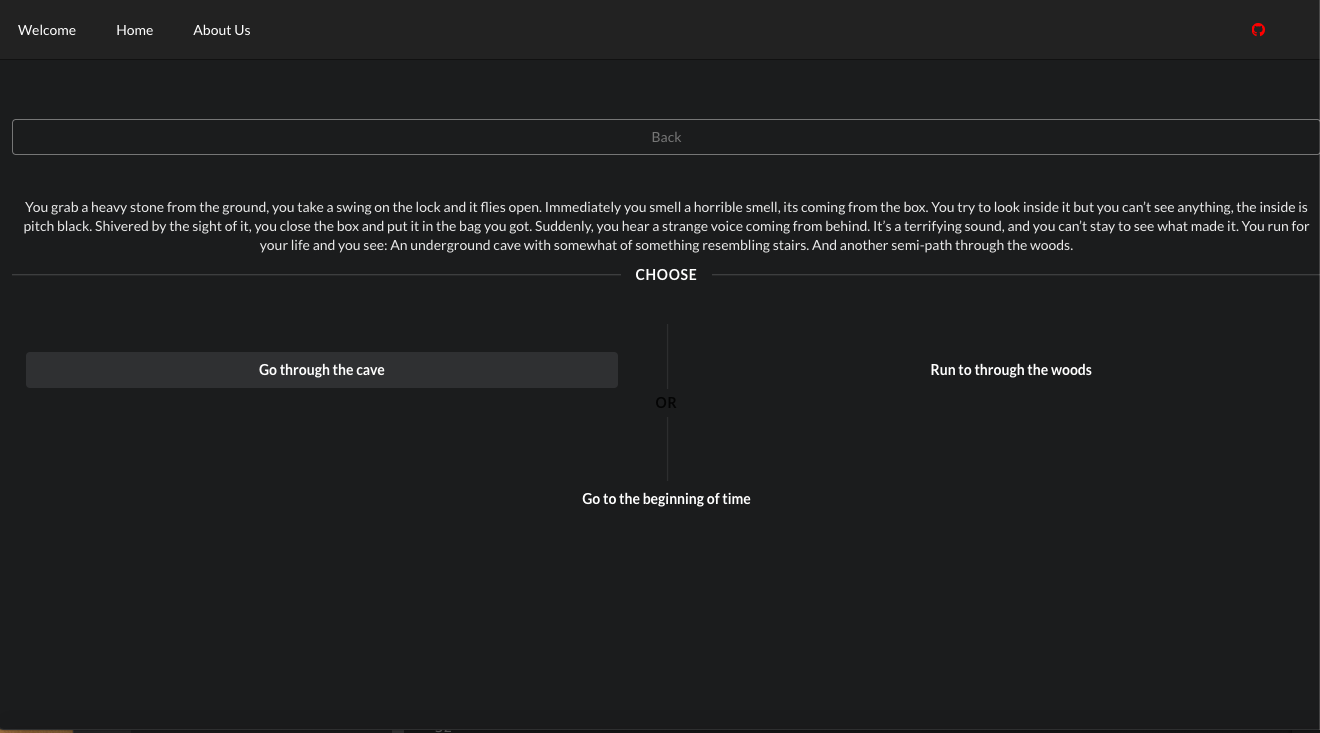 Welcome Home About Us
Back
You grab a heavy stone from the ground, you take a swing on the lock and it flies open. Immediately you smell a horrible smell, its coming from the box. You try to look inside it but you can't see anything, the inside is
pitch black. Shivered by the sight of it, you close the box and put it in the bag you got. Suddenly, you hear a strange voice coming from behind. It's a terrifying sound, and you can't stay to see what made it. You run for
your life and you see: An underground cave with somewhat of something resembling stairs. And another semi-path through the woods.
CHOOSE
Go through the cave
Run to through the woods
OR
Go to the beginning of time